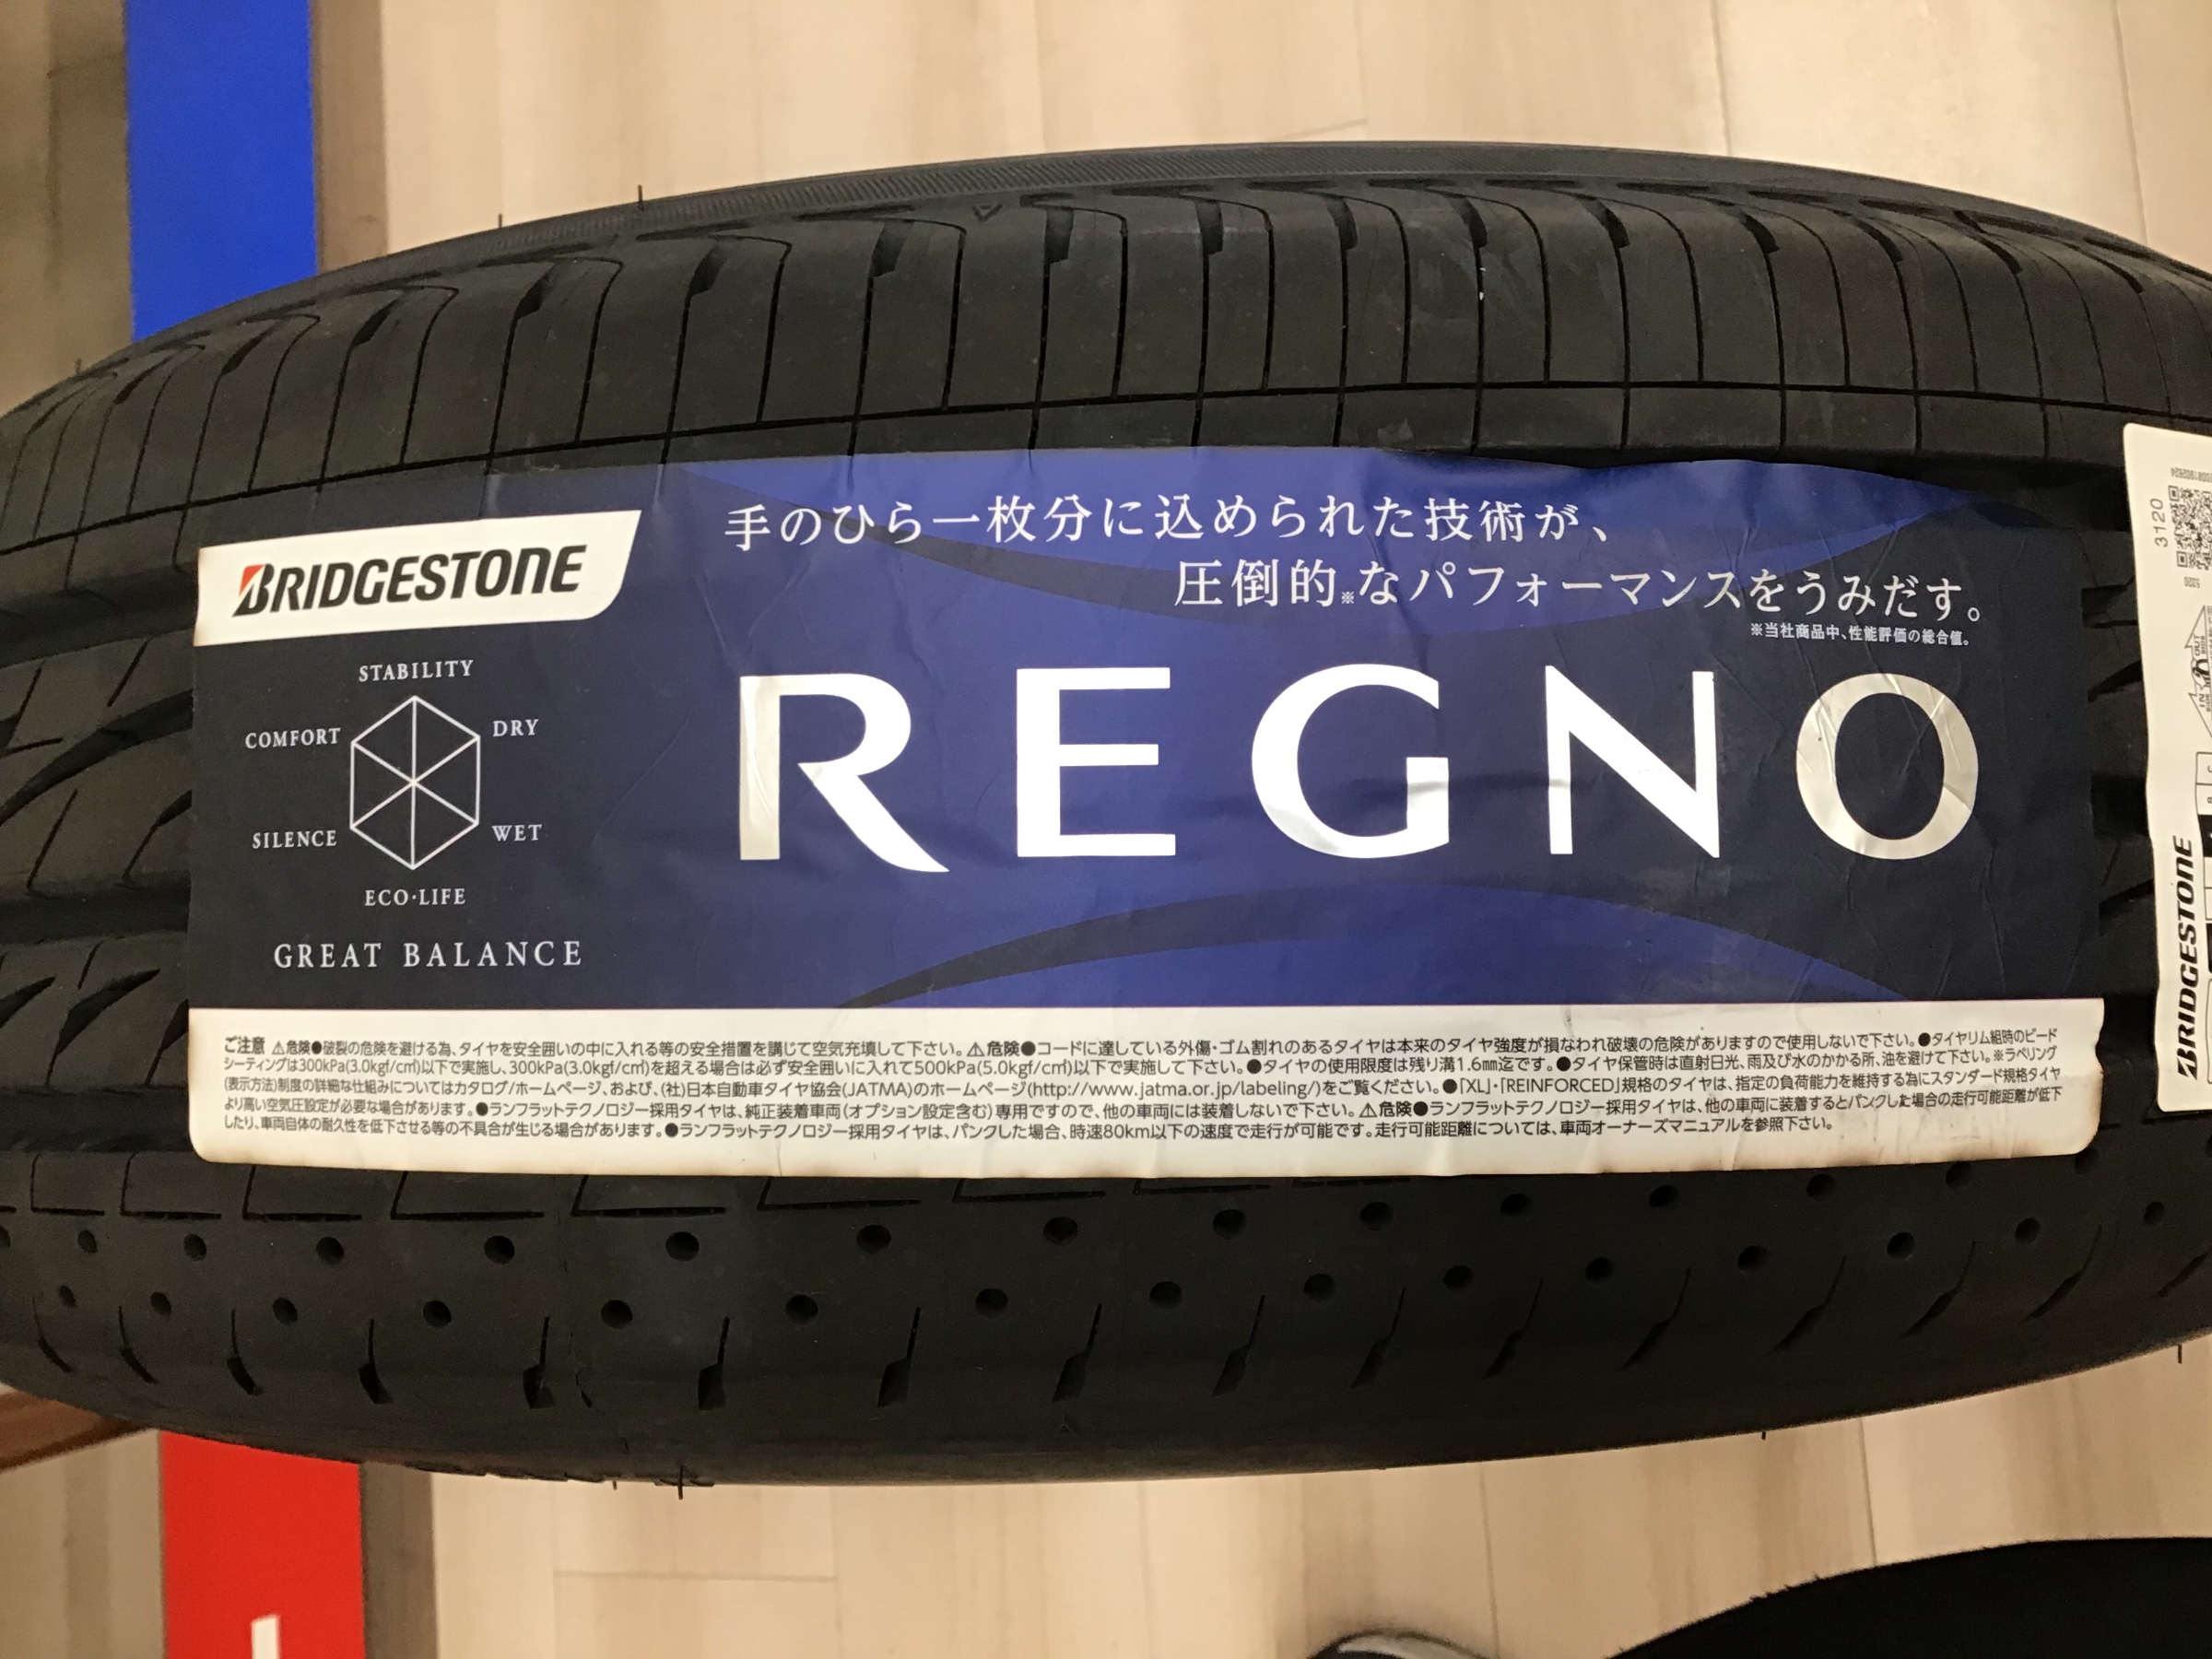 手のひら一枚分に込められた技術が、
圧倒的※なパフォーマンスをうみだす。
※当社商品中、性能評価の総合値。
BRIDGESTONE
STABILITY
COMFORT
DRY
SILENCE
WET
ECO・LIFE
GREAT BALANCE
REGNO
ご注意 ⚠危険●破裂の危険を避ける為、タイヤを安全囲いの中に入れる等の安全措置を講じて空気充填して下さい。⚠危険●コードに達している外傷・ゴム割れのあるタイヤは本来のタイヤ強度が損なわれ破壊の危険がありますので使用しないで下さい。●タイヤリム組時のビード
シーティングは300kPa(3.0kgf/c㎡)以下で実施し、300kPa(3.0kgf/c㎡)を超える場合は必ず安全囲いに入れて500kPa(5.0kgf/c㎡)以下で実施して下さい。●タイヤの使用限度は残り溝1.6㎜迄です。●タイヤ保管時は直射日光、雨及び水のかかる所、油を避けて下さい。※ラベリング
(表示方法)制度の詳細な仕組みについてはカタログ/ホームページ、および、(社)日本自動車タイヤ協会(JATMA)のホームページ(http://www.jatma.or.jp/labeling/)をご覧ください。●「XL」・「REINFORCED」規格のタイヤは、指定の負荷能力を維持する為にスタンダード規格タイヤ
より高い空気圧設定が必要な場合があります。●ランフラットテクノロジー採用タイヤは、純正装着車両(オプション設定含む)専用ですので、他の車両には装着しないで下さい。⚠危険●ランフラットテクノロジー採用タイヤは、他の車両に装着するとパンクした場合の走行可能距離が低下
したり、車両自体の耐久性を低下させる等の不具合が生じる場合があります。●ランフラットテクノロジー採用タイヤは、パンクした場合、時速80km以下の速度で走行が可能です。走行可能距離については、車両オーナーズマニュアルを参照下さい。
3120
BRIDGESTONE